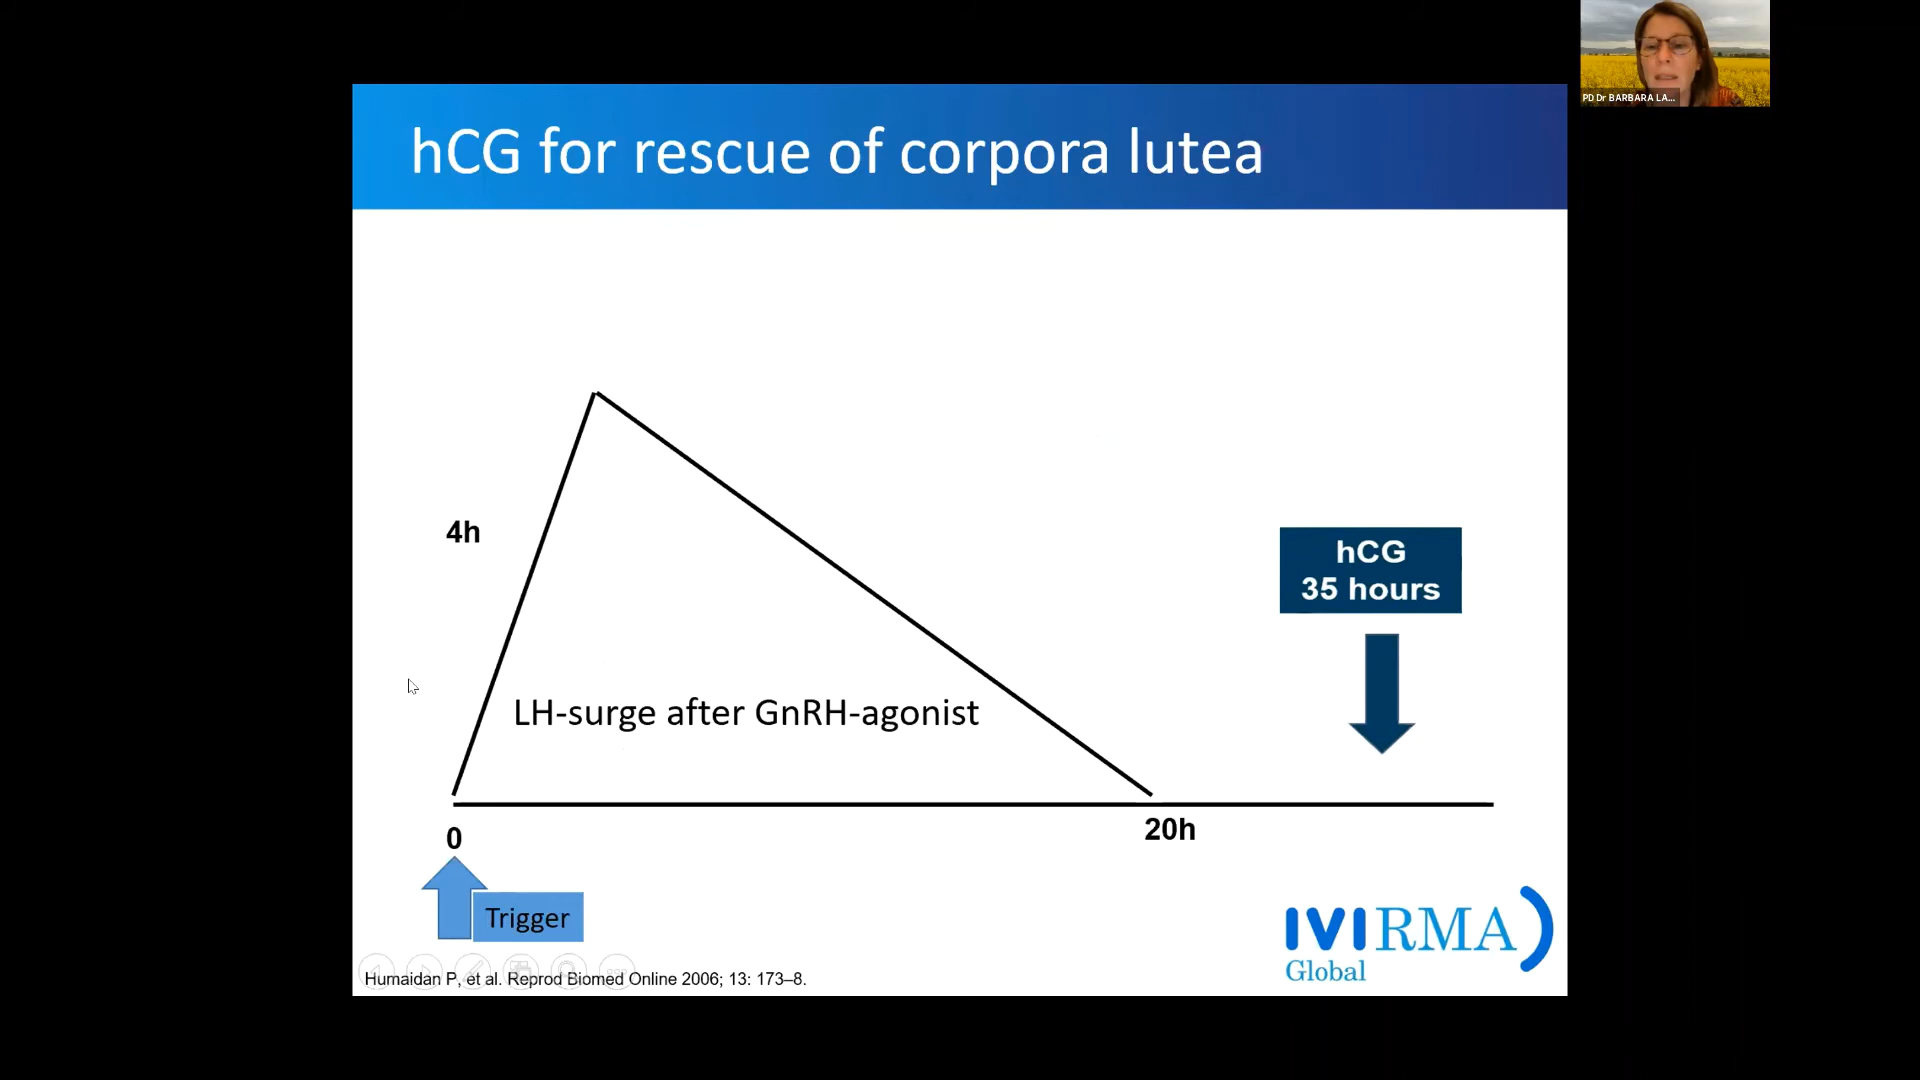 PD Dr BARBARA LA...
hCG for rescue of corpora lutea
4h
hCG
35 hours
LH-surge after GnRH-agonist
0
20h
Trigger
IVIRMA
Global
Humaidan P, et al. Reprod Biomed Online 2006; 13: 173–8.